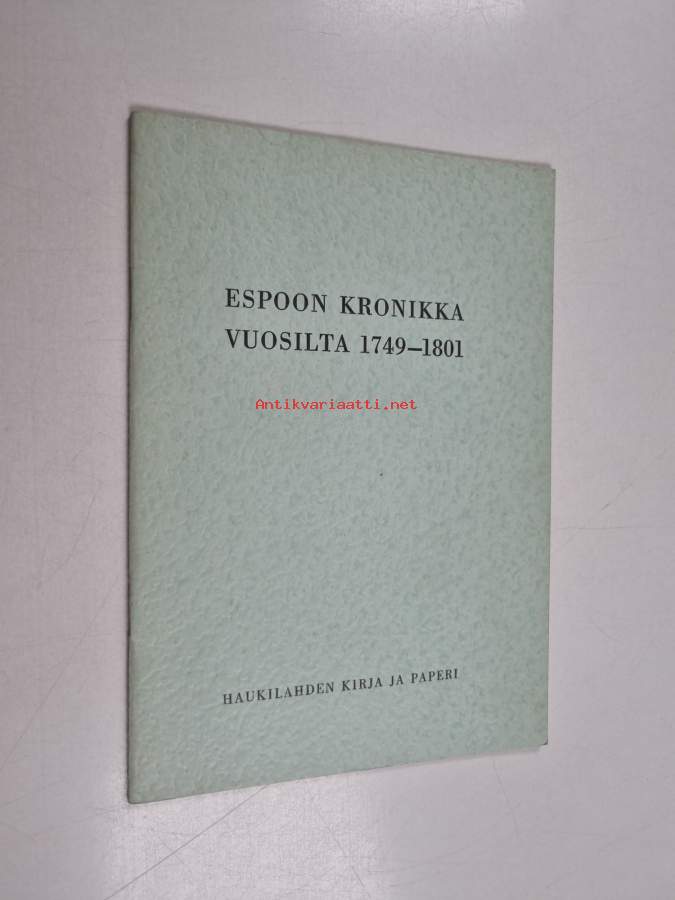 ESPOON KRONIKKA
VUOSILTA 1749–1801
Antikvariaatti.net
HAUKILAHDEN KIRJA JA PAPERI